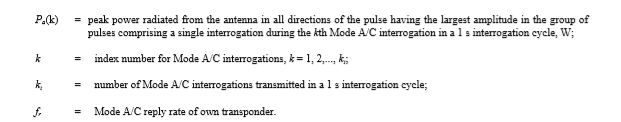 Pₐ(k) = peak power radiated from the antenna in all directions of the pulse having the largest amplitude in the group of
pulses comprising a single interrogation during the kth Mode A/C interrogation in a 1 s interrogation cycle, W;
k = index number for Mode A/C interrogations, k = 1, 2,..., kₜ;
kₜ = number of Mode A/C interrogations transmitted in a 1 s interrogation cycle;
fᵣ = Mode A/C reply rate of own transponder.